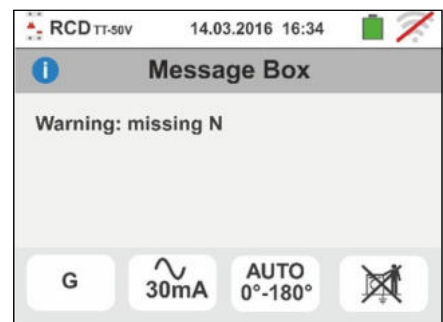 RCD TT-50V 14.03.2016 16:34
i Message Box
Warning: missing N
G 30mA AUTO
0°-180°